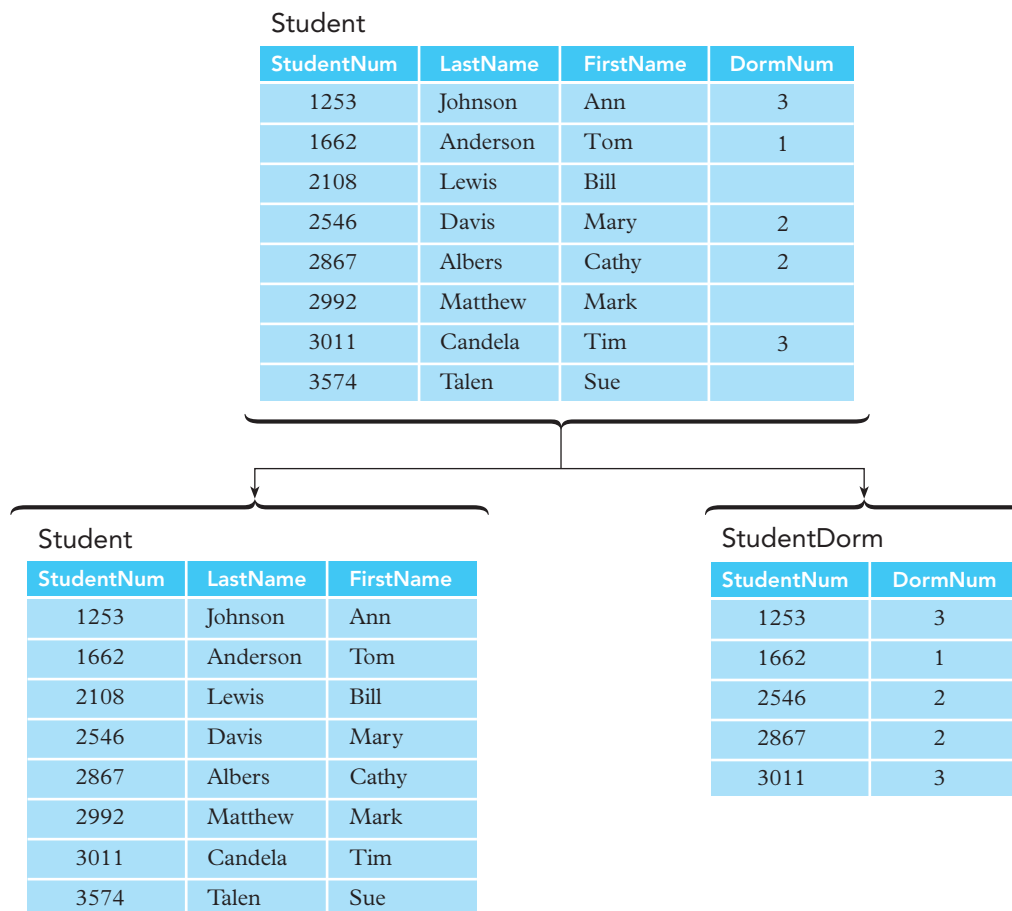 Student
StudentNum LastName FirstName DormNum
1253 Johnson Ann 3
1662 Anderson Tom 1
2108 Lewis Bill
2546 Davis Mary 2
2867 Albers Cathy 2
2992 Matthew Mark
3011 Candela Tim 3
3574 Talen Sue
Student
StudentNum LastName FirstName
1253 Johnson Ann
1662 Anderson Tom
2108 Lewis Bill
2546 Davis Mary
2867 Albers Cathy
2992 Matthew Mark
3011 Candela Tim
3574 Talen Sue
StudentDorm
StudentNum DormNum
1253 3
1662 1
2546 2
2867 2
3011 3